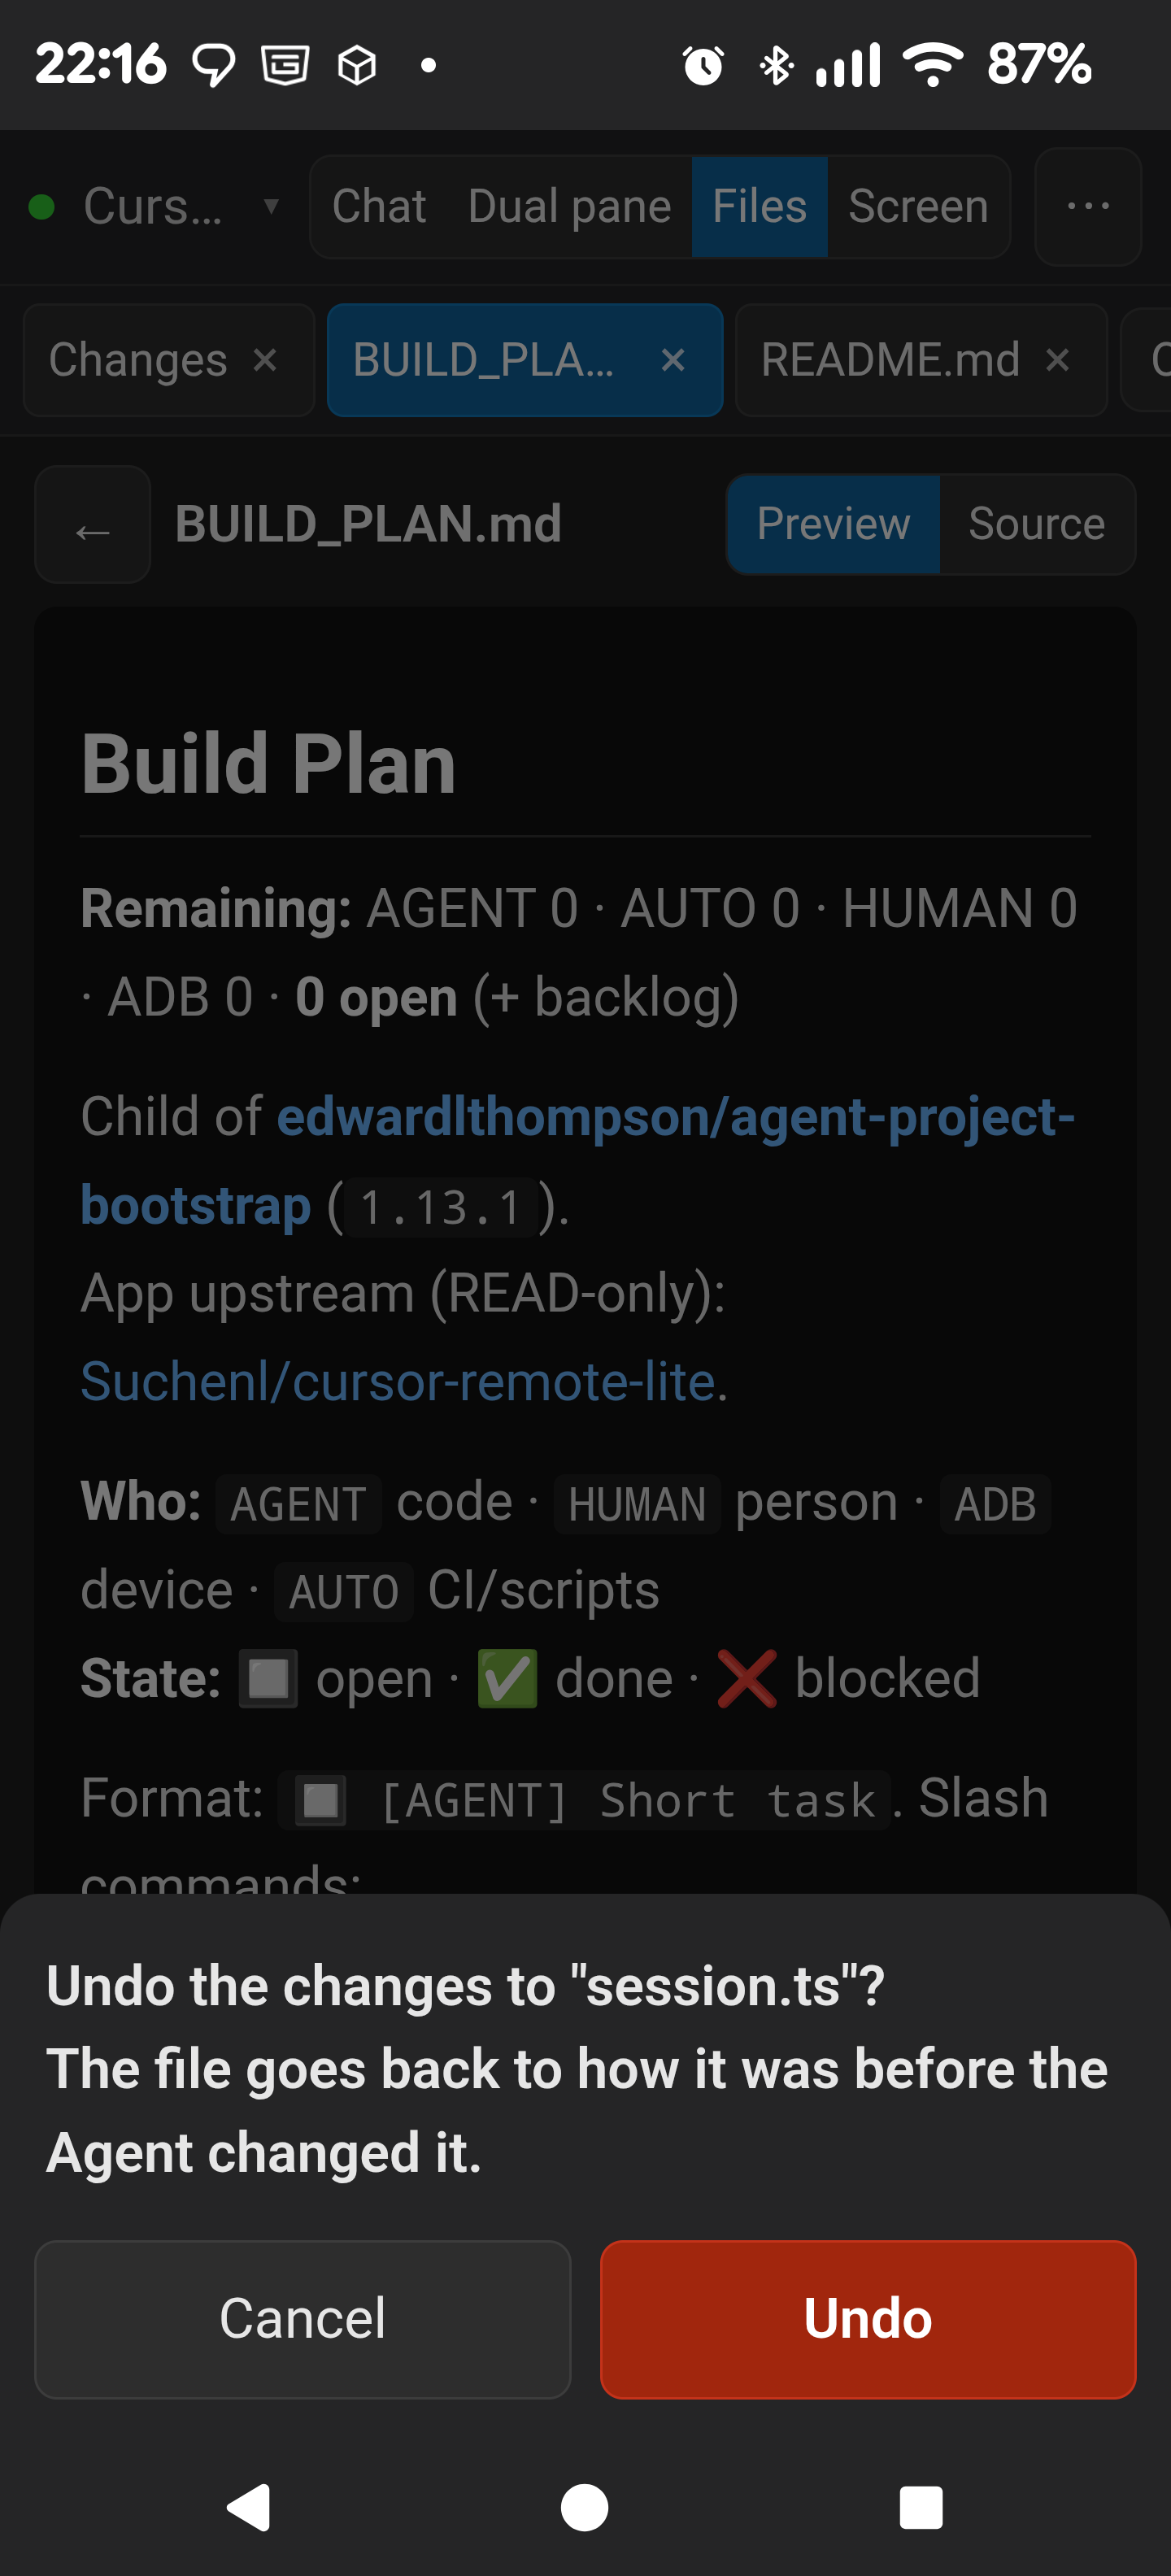 22:16
87%
Curs...
Chat
Dual pane
Files
Screen
...
Changes ×
BUILD_PLA... ×
README.md ×
BUILD_PLAN.md
Preview
Source
Build Plan
Remaining: AGENT 0 · AUTO 0 · HUMAN 0
· ADB 0 · 0 open (+ backlog)
Child of edwardlthompson/agent-project-
bootstrap (1.13.1).
App upstream (READ-only):
Suchenl/cursor-remote-lite.
Who: AGENT code · HUMAN person · ADB
device · AUTO CI/scripts
State: 🔲 open · ✅ done · ❌ blocked
Format: 🔲 [AGENT] Short task. Slash
commands:
Undo the changes to "session.ts"?
The file goes back to how it was before the
Agent changed it.
Cancel
Undo